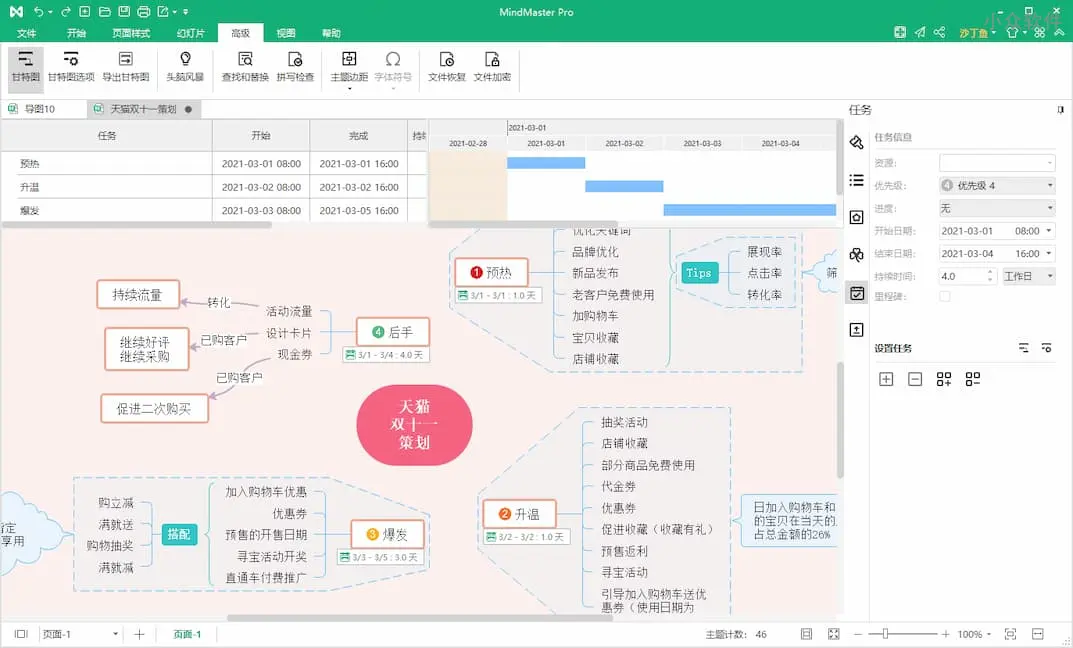 MindMaster Pro
小众软件
文件 开始 页面样式 幻灯片 高级 视图 帮助
沙丁鱼
甘特图 甘特图选项 导出甘特图 头脑风暴 查找和替换 拼写检查 主题边距 字体符号 文件恢复 文件加密
导图10 天猫双十一策划
任务 开始 完成
2021-03-01
2021-02-28 2021-03-01 2021-03-02 2021-03-03 2021-03-04
预热 2021-03-01 08:00 2021-03-01 16:00
升温 2021-03-02 08:00 2021-03-02 16:00
爆发 2021-03-03 08:00 2021-03-05 16:00
持续流量
继续好评
继续采购
促进二次购买
转化
已购客户
已购客户
活动流量
设计卡片
现金券
4 后手
3/1 - 3/4 : 4.0 天
1 预热
3/1 - 3/1 : 1.0 天
优化关键词
品牌优化
新品发布
老客户免费使用
加购物车
宝贝收藏
店铺收藏
Tips
展现率
点击率
转化率
天猫
双十一
策划
享用
购立减
满就送
购物抽奖
满就减
搭配
加入购物车优惠
优惠券
预售的开售日期
寻宝活动开奖
直通车付费推广
3 爆发
3/3 - 3/5 : 3.0 天
2 升温
3/2 - 3/2 : 1.0 天
抽奖活动
店铺收藏
部分商品免费使用
代金券
优惠券
促进收藏（收藏有礼）
预售返利
寻宝活动
引导加入购物车送优
惠券（使用日期为
日加入购物车和
的宝贝在当天的
占总金额的26%
任务
任务信息
资源:
优先级: 4 优先级 4
进度: 无
开始日期: 2021-03-01 08:00
结束日期: 2021-03-04 16:00
持续时间: 4.0 工作日
里程碑:
设置任务
页面-1 页面-1 主题计数: 46 100%